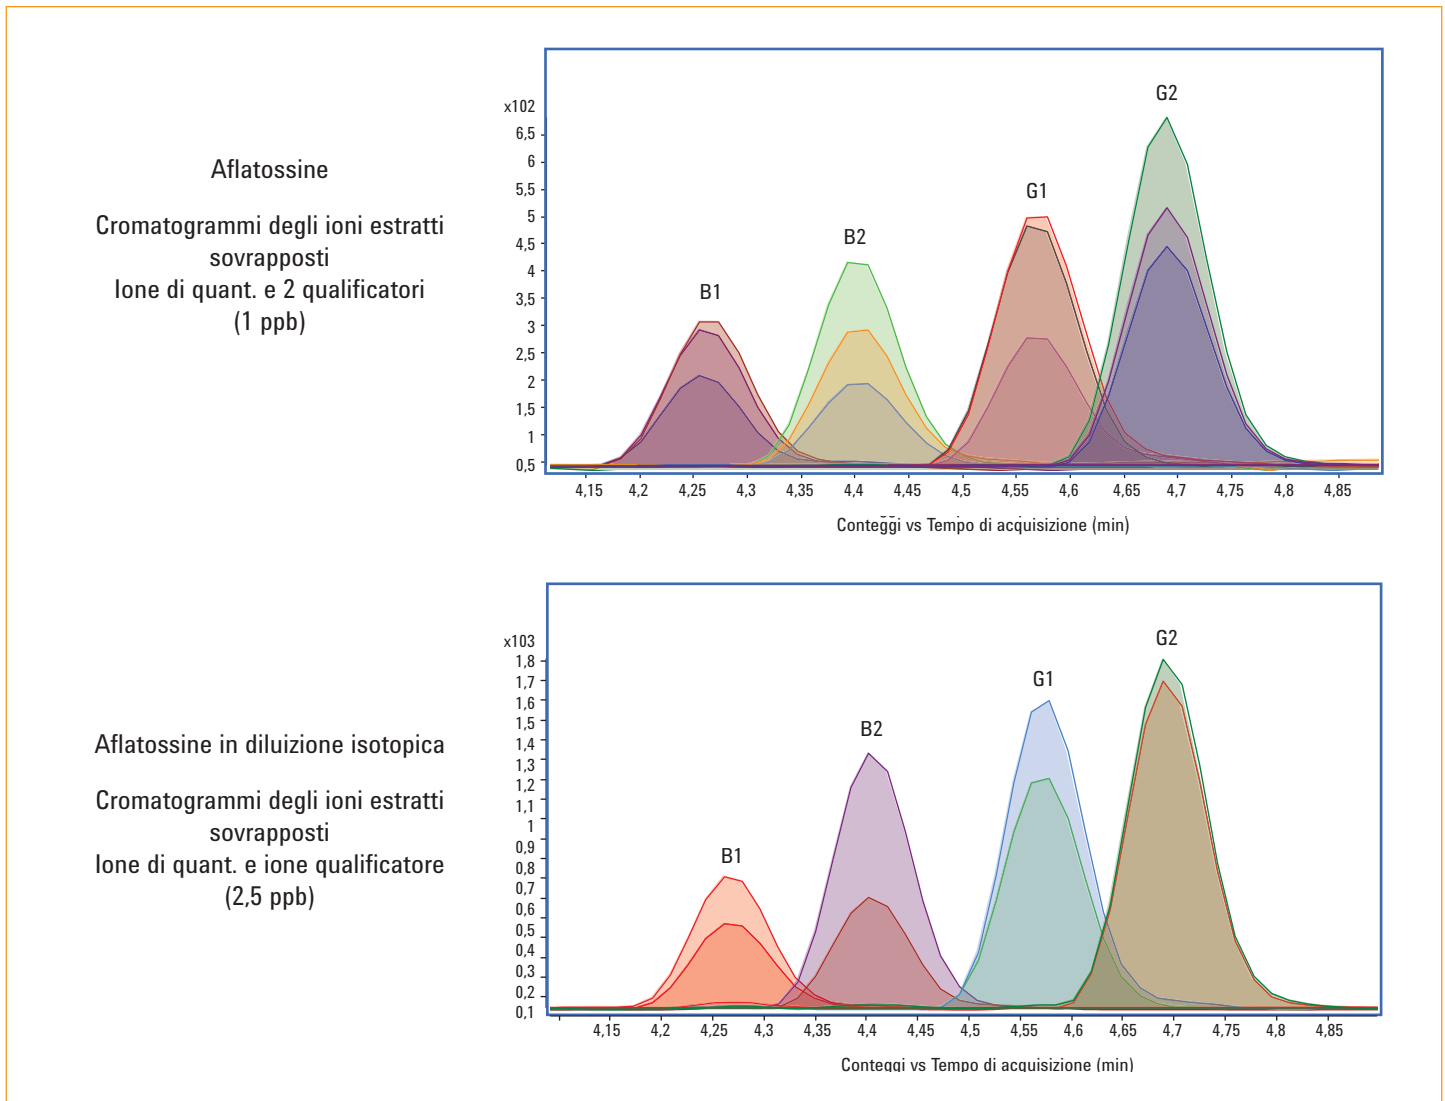 Aflatossine
Cromatogrammi degli ioni estratti
sovrapposti
Ione di quant. e 2 qualificatori
(1 ppb)
x102
6,5
6
5,5
5
4,5
4
3,5
3
2,5
2
1,5
1
0,5
B1
B2
G1
G2
4,15 4,2 4,25 4,3 4,35 4,4 4,45 4,5 4,55 4,6 4,65 4,7 4,75 4,8 4,85
Conteggi vs Tempo di acquisizione (min)
Aflatossine in diluizione isotopica
Cromatogrammi degli ioni estratti
sovrapposti
Ione di quant. e ione qualificatore
(2,5 ppb)
x103
1,8
1,7
1,6
1,5
1,4
1,3
1,2
1,1
1
0,9
0,8
0,7
0,6
0,5
0,4
0,3
0,2
0,1
B1
B2
G1
G2
4,15 4,2 4,25 4,3 4,35 4,4 4,45 4,5 4,55 4,6 4,65 4,7 4,75 4,8 4,85
Conteggi vs Tempo di acquisizione (min)